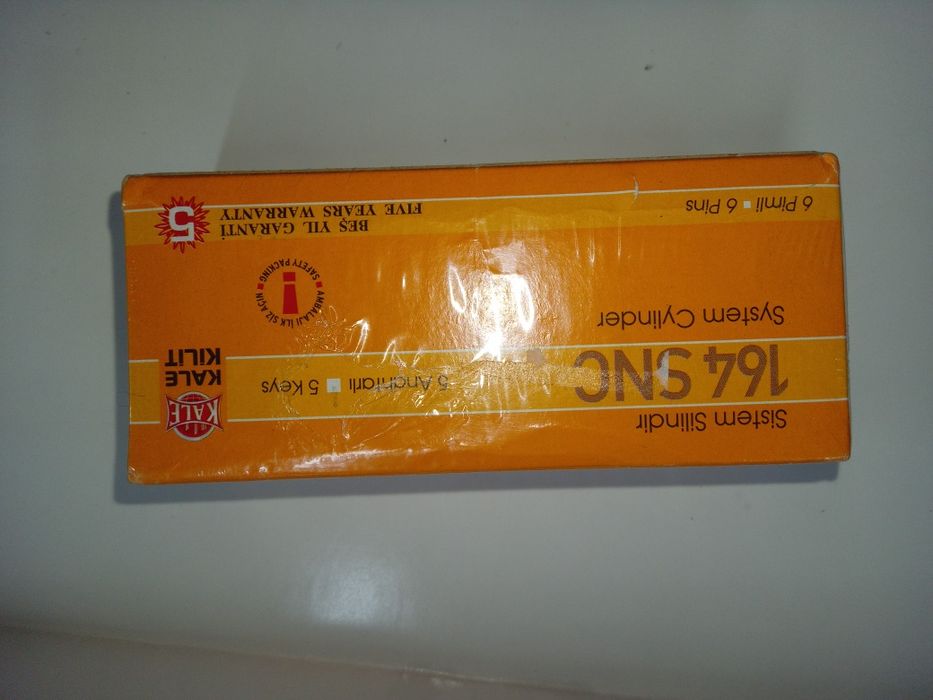 Sistem Silindir
164 SNC
System Cylinder
6 Pimli ▪ 6 Pins
KALE
KALE
KİLİT
5 Anahtarlı ▪ 5 Keys
AMBALAJI İLK SİZ AÇIN
SAFETY PACKING
BEŞ YIL GARANTİ
FIVE YEARS WARRANTY
5